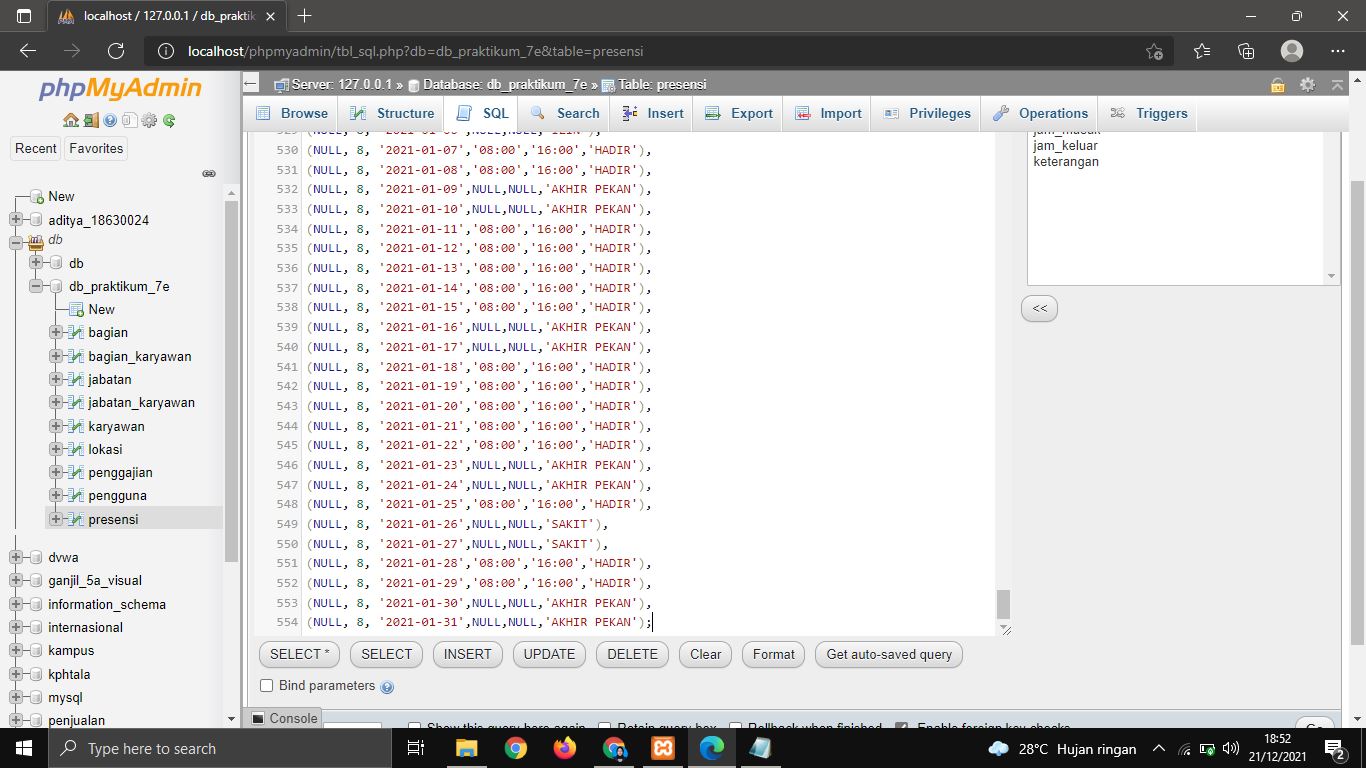 localhost / 127.0.0.1 / db_praktik
localhost/phpmyadmin/tbl_sql.php?db=db_praktikum_7e&table=presensi
phpMyAdmin
Recent Favorites
New
aditya_18630024
db
db
db_praktikum_7e
New
bagian
bagian_karyawan
jabatan
jabatan_karyawan
karyawan
lokasi
penggajian
pengguna
presensi
dvwa
ganjil_5a_visual
information_schema
internasional
kampus
kphtala
mysql
penjualan
Server: 127.0.0.1 » Database: db_praktikum_7e » Table: presensi
Browse Structure SQL Search Insert Export Import Privileges Operations Triggers
530 (NULL, 8, '2021-01-07','08:00','16:00','HADIR'),
531 (NULL, 8, '2021-01-08','08:00','16:00','HADIR'),
532 (NULL, 8, '2021-01-09',NULL,NULL,'AKHIR PEKAN'),
533 (NULL, 8, '2021-01-10',NULL,NULL,'AKHIR PEKAN'),
534 (NULL, 8, '2021-01-11','08:00','16:00','HADIR'),
535 (NULL, 8, '2021-01-12','08:00','16:00','HADIR'),
536 (NULL, 8, '2021-01-13','08:00','16:00','HADIR'),
537 (NULL, 8, '2021-01-14','08:00','16:00','HADIR'),
538 (NULL, 8, '2021-01-15','08:00','16:00','HADIR'),
539 (NULL, 8, '2021-01-16',NULL,NULL,'AKHIR PEKAN'),
540 (NULL, 8, '2021-01-17',NULL,NULL,'AKHIR PEKAN'),
541 (NULL, 8, '2021-01-18','08:00','16:00','HADIR'),
542 (NULL, 8, '2021-01-19','08:00','16:00','HADIR'),
543 (NULL, 8, '2021-01-20','08:00','16:00','HADIR'),
544 (NULL, 8, '2021-01-21','08:00','16:00','HADIR'),
545 (NULL, 8, '2021-01-22','08:00','16:00','HADIR'),
546 (NULL, 8, '2021-01-23',NULL,NULL,'AKHIR PEKAN'),
547 (NULL, 8, '2021-01-24',NULL,NULL,'AKHIR PEKAN'),
548 (NULL, 8, '2021-01-25','08:00','16:00','HADIR'),
549 (NULL, 8, '2021-01-26',NULL,NULL,'SAKIT'),
550 (NULL, 8, '2021-01-27',NULL,NULL,'SAKIT'),
551 (NULL, 8, '2021-01-28','08:00','16:00','HADIR'),
552 (NULL, 8, '2021-01-29','08:00','16:00','HADIR'),
553 (NULL, 8, '2021-01-30',NULL,NULL,'AKHIR PEKAN'),
554 (NULL, 8, '2021-01-31',NULL,NULL,'AKHIR PEKAN');
jam_keluar
keterangan
<<
SELECT * SELECT INSERT UPDATE DELETE Clear Format Get auto-saved query
Bind parameters
Console
Show this query here again Retain query box Rollback when finished Enable foreign key checks Go
Type here to search
28°C Hujan ringan
18:52
21/12/2021
2